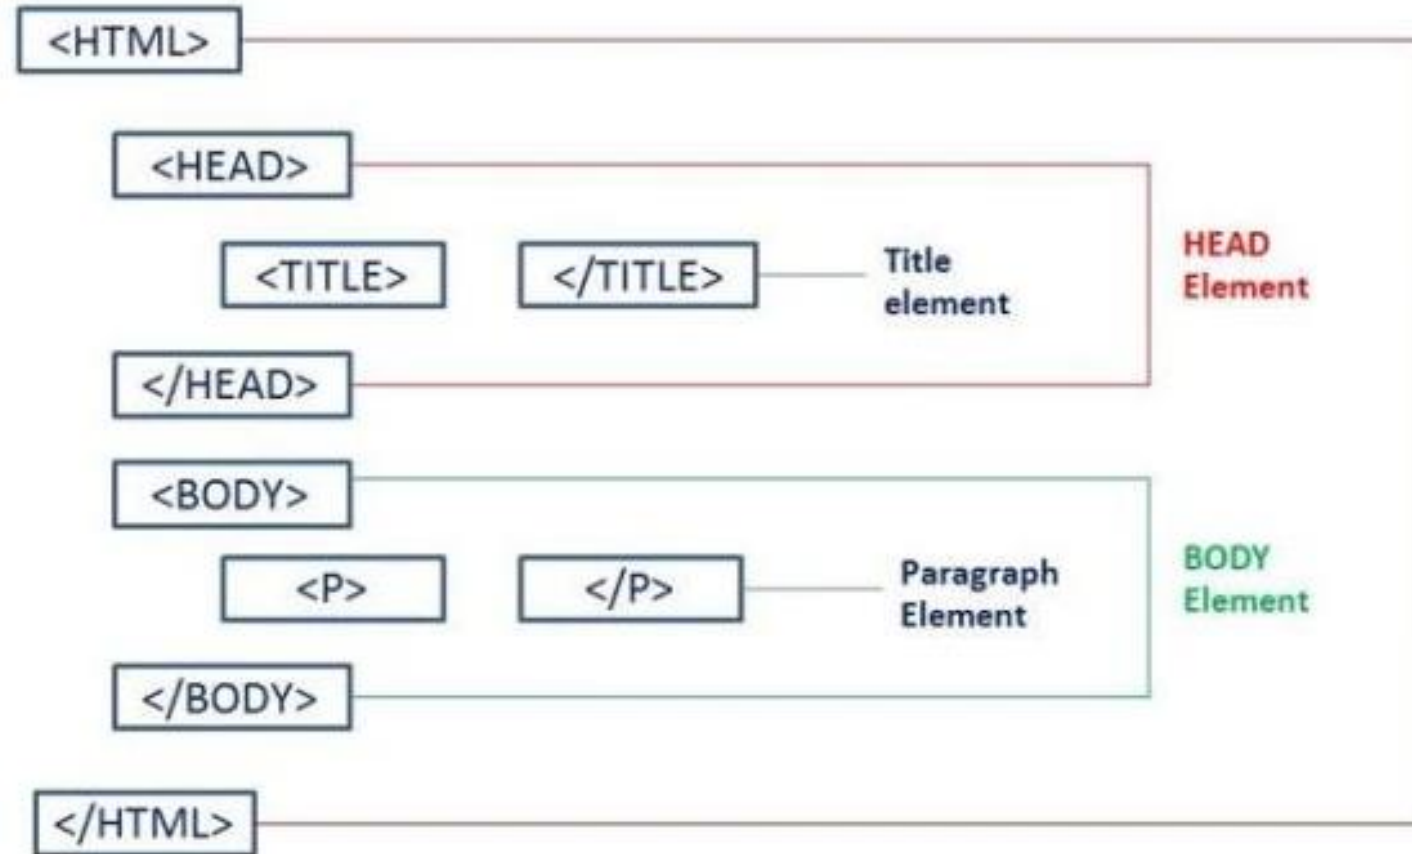 <HTML>
<HEAD>
<TITLE> </TITLE> Title
element
HEAD
Element
</HEAD>
<BODY>
<P> </P> Paragraph
Element
BODY
Element
</BODY>
</HTML>